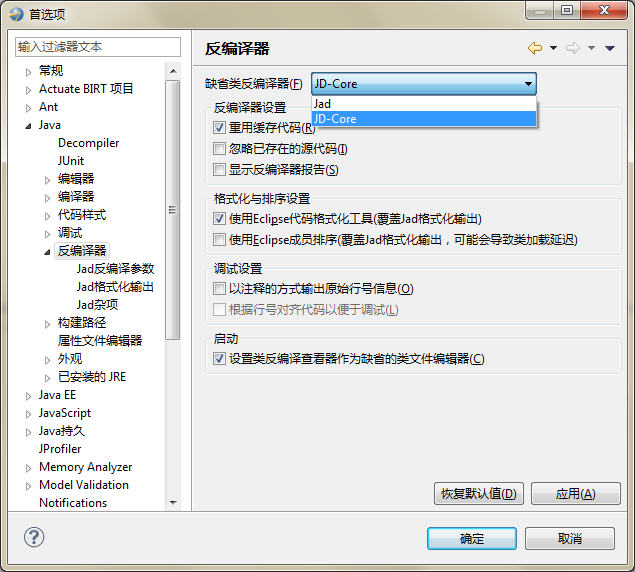 首选项
输入过滤器文本
常规
Actuate BIRT 项目
Ant
Java
Decompiler
JUnit
编辑器
编译器
代码样式
调试
反编译器
Jad反编译参数
Jad格式化输出
Jad杂项
构建路径
属性文件编辑器
外观
已安装的 JRE
Java EE
JavaScript
Java持久
JProfiler
Memory Analyzer
Model Validation
Notifications
反编译器
缺省类反编译器(F)
JD-Core
Jad
JD-Core
反编译器设置
重用缓存代码(R)
忽略已存在的源代码(I)
显示反编译器报告(S)
格式化与排序设置
使用Eclipse代码格式化工具(覆盖Jad格式化输出)
使用Eclipse成员排序(覆盖Jad格式化输出，可能会导致类加载延迟)
调试设置
以注释的方式输出原始行号信息(O)
根据行号对齐代码以便于调试(L)
启动
设置类反编译查看器作为缺省的类文件编辑器(C)
恢复默认值(D)
应用(A)
?
确定
取消